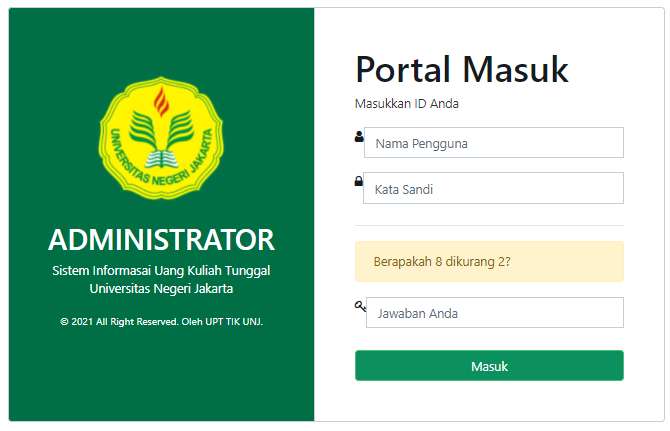 UNIVERSITAS NEGERI JAKARTA
ADMINISTRATOR
Sistem Informasai Uang Kuliah Tunggal
Universitas Negeri Jakarta
© 2021 All Right Reserved. Oleh UPT TIK UNJ.
Portal Masuk
Masukkan ID Anda
Nama Pengguna
Kata Sandi
Berapakah 8 dikurang 2?
Jawaban Anda
Masuk